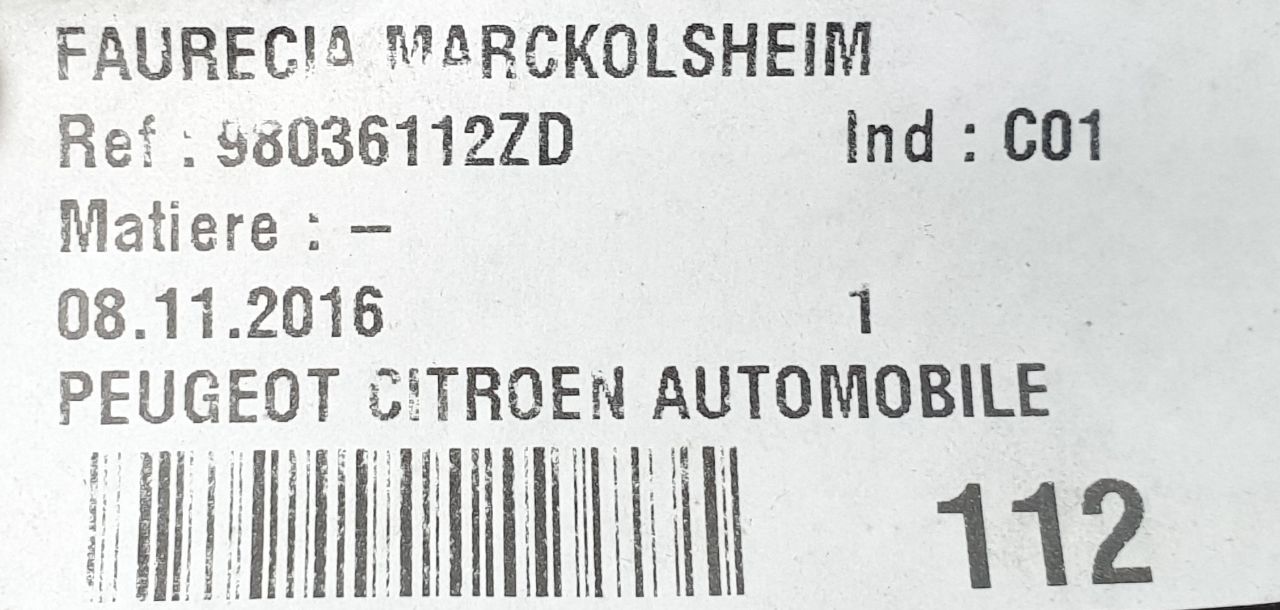 FAURECIA MARCKOLSHEIM
Ref : 98036112ZD Ind : C01
Matiere : –
08.11.2016 1
PEUGEOT CITROEN AUTOMOBILE
112